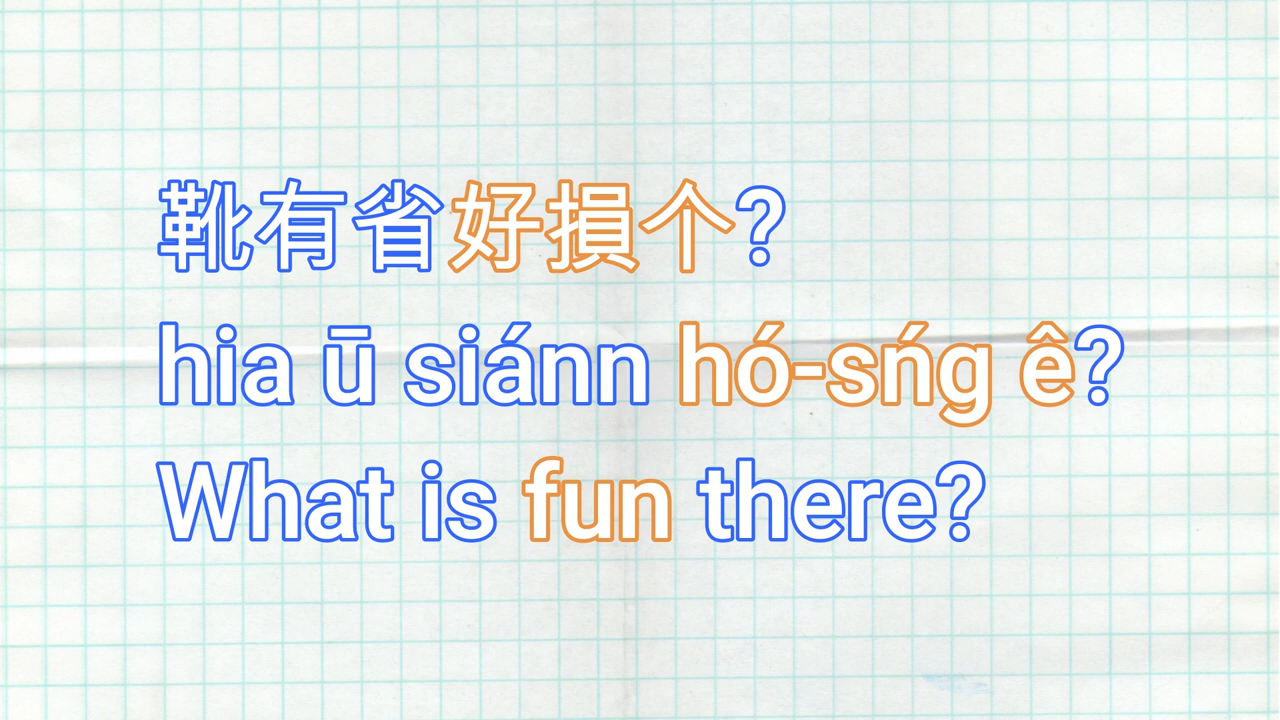 靴有省好損个?
hia ū siánn hó-sńg ê?
What is fun there?